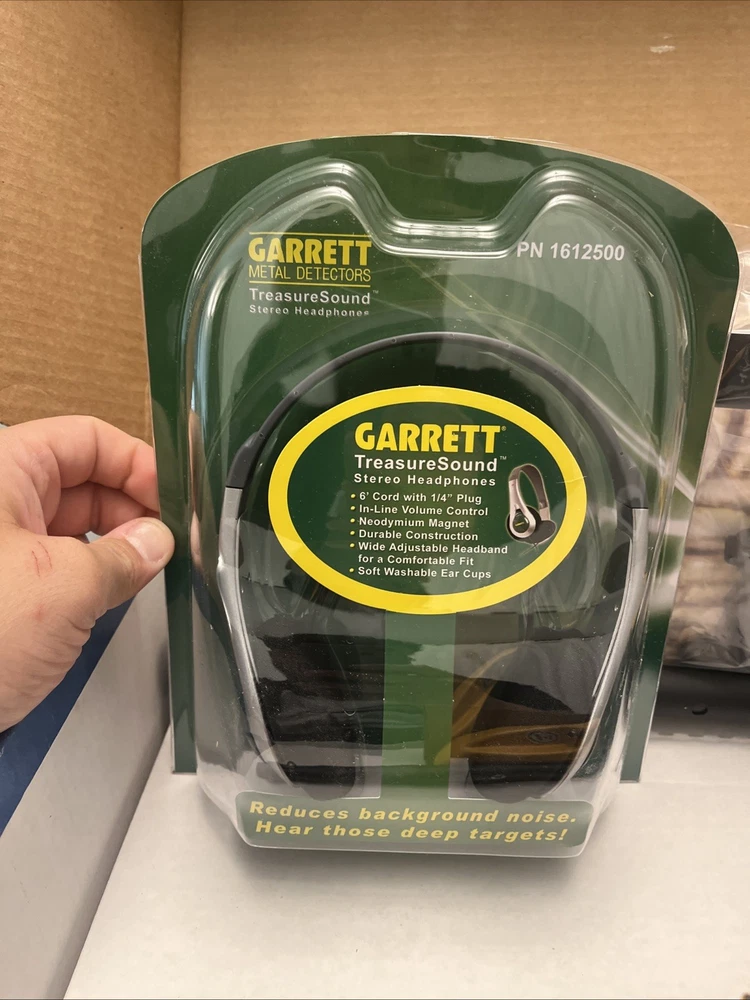 GARRETT
METAL DETECTORS
TreasureSound™
Stereo Headphones
PN 1612500
GARRETT®
TreasureSound™
Stereo Headphones
• 6' Cord with 1/4" Plug
• In-Line Volume Control
• Neodymium Magnet
• Durable Construction
• Wide Adjustable Headband
for a Comfortable Fit
• Soft Washable Ear Cups
Reduces background noise.
Hear those deep targets!